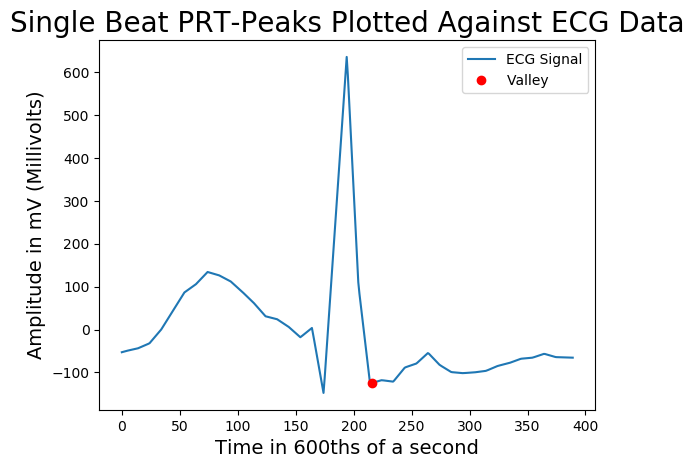 Single Beat PRT-Peaks Plotted Against ECG Data
ECG Signal
Valley
Amplitude in mV (Millivolts)
600
500
400
300
200
100
0
−100
0 50 100 150 200 250 300 350 400
Time in 600ths of a second